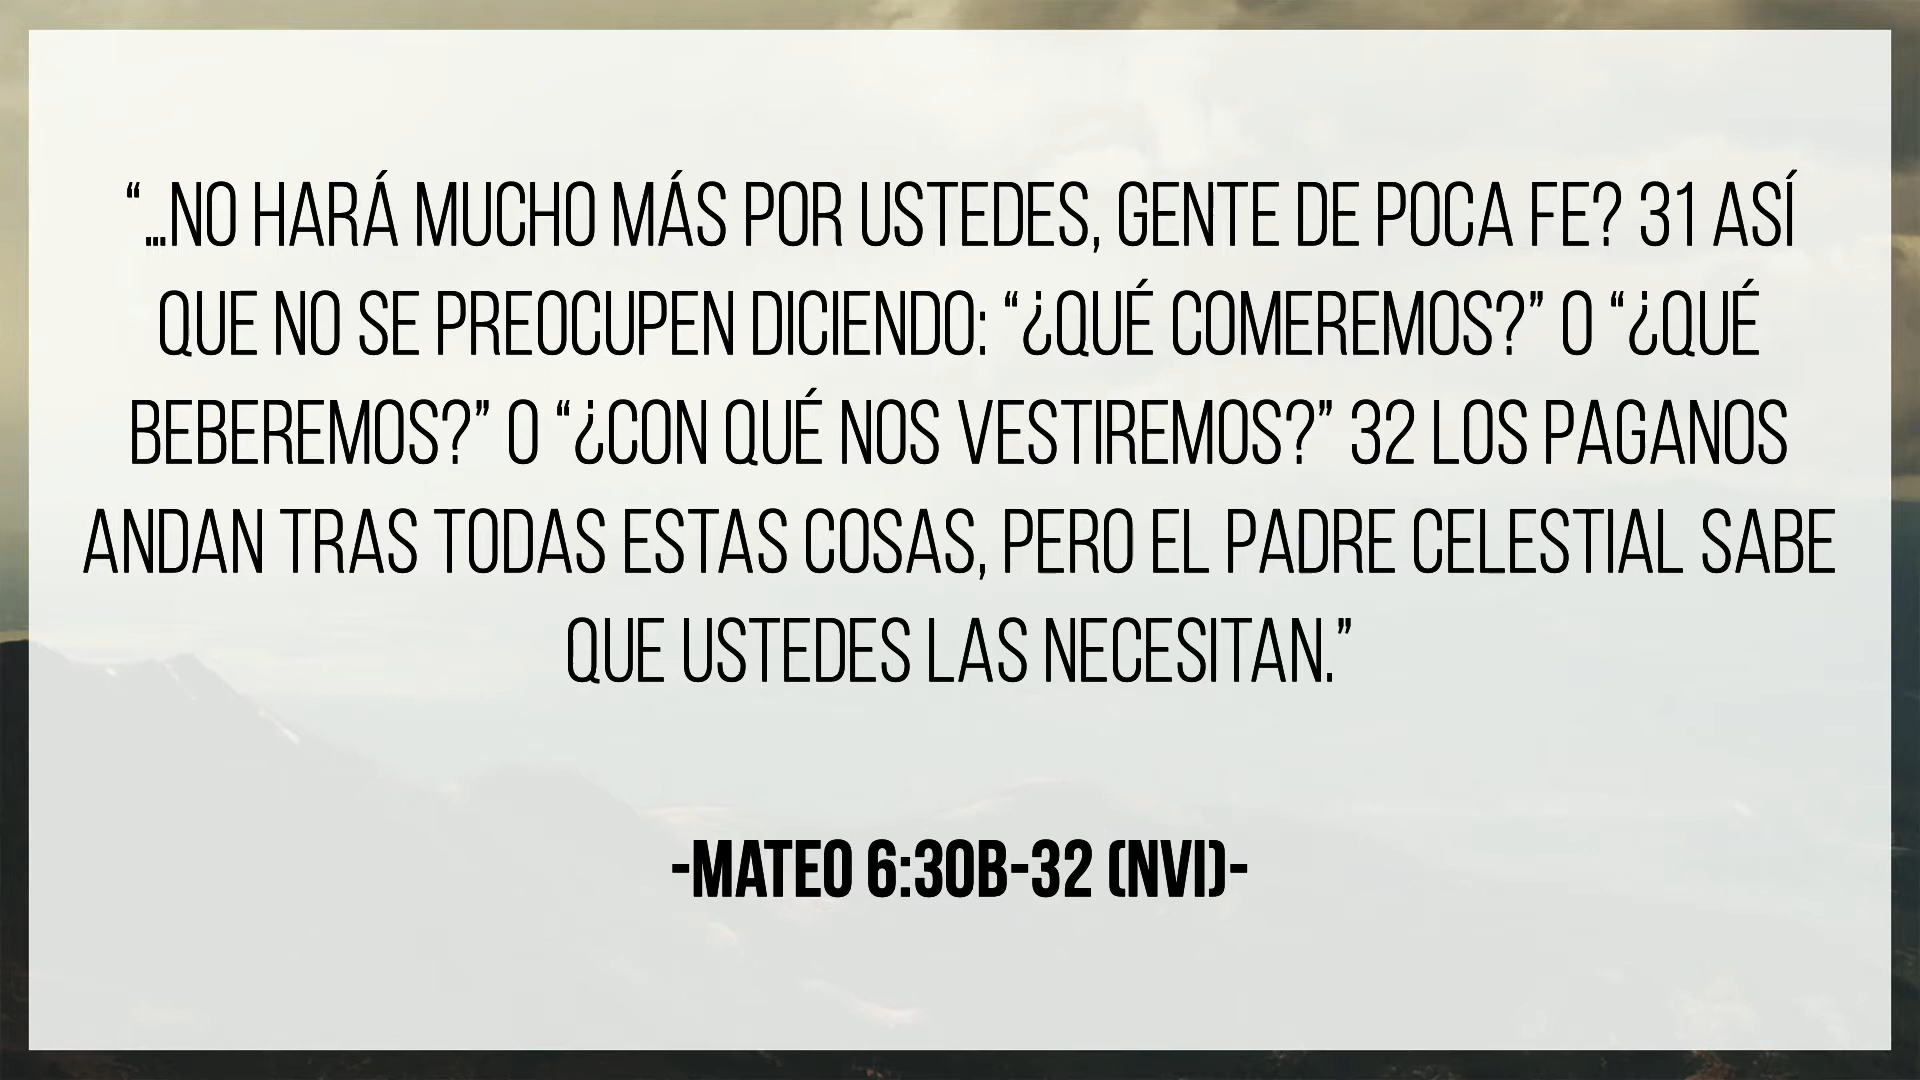 “...NO HARÁ MUCHO MÁS POR USTEDES, GENTE DE POCA FE? 31 ASÍ
QUE NO SE PREOCUPEN DICIENDO: “¿QUÉ COMEREMOS?” O “¿QUÉ
BEBEREMOS?” O “¿CON QUÉ NOS VESTIREMOS?” 32 LOS PAGANOS
ANDAN TRAS TODAS ESTAS COSAS, PERO EL PADRE CELESTIAL SABE
QUE USTEDES LAS NECESITAN.”
-MATEO 6:30B-32 (NVI)-